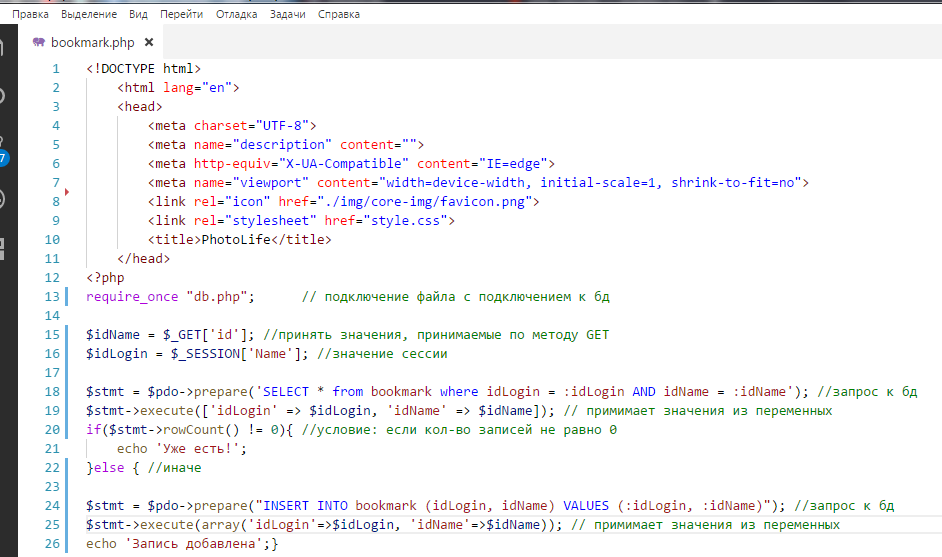 Правка Выделение Вид Перейти Отладка Задачи Справка
bookmark.php ×
7
1 <!DOCTYPE html>
2 <html lang="en">
3 <head>
4 <meta charset="UTF-8">
5 <meta name="description" content="">
6 <meta http-equiv="X-UA-Compatible" content="IE=edge">
7 <meta name="viewport" content="width=device-width, initial-scale=1, shrink-to-fit=no">
8 <link rel="icon" href="./img/core-img/favicon.png">
9 <link rel="stylesheet" href="style.css">
10 <title>PhotoLife</title>
11 </head>
12 <?php
13 require_once "db.php"; // подключение файла с подключением к бд
14
15 $idName = $_GET['id']; //принять значения, принимаемые по методу GET
16 $idLogin = $_SESSION['Name']; //значение сессии
17
18 $stmt = $pdo->prepare('SELECT * from bookmark where idLogin = :idLogin AND idName = :idName'); //запрос к бд
19 $stmt->execute(['idLogin' => $idLogin, 'idName' => $idName]); // примимает значения из переменных
20 if($stmt->rowCount() != 0){ //условие: если кол-во записей не равно 0
21 echo 'Уже есть!';
22 }else { //иначе
23
24 $stmt = $pdo->prepare("INSERT INTO bookmark (idLogin, idName) VALUES (:idLogin, :idName)"); //запрос к бд
25 $stmt->execute(array('idLogin'=>$idLogin, 'idName'=>$idName)); // примимает значения из переменных
26 echo 'Запись добавлена';}